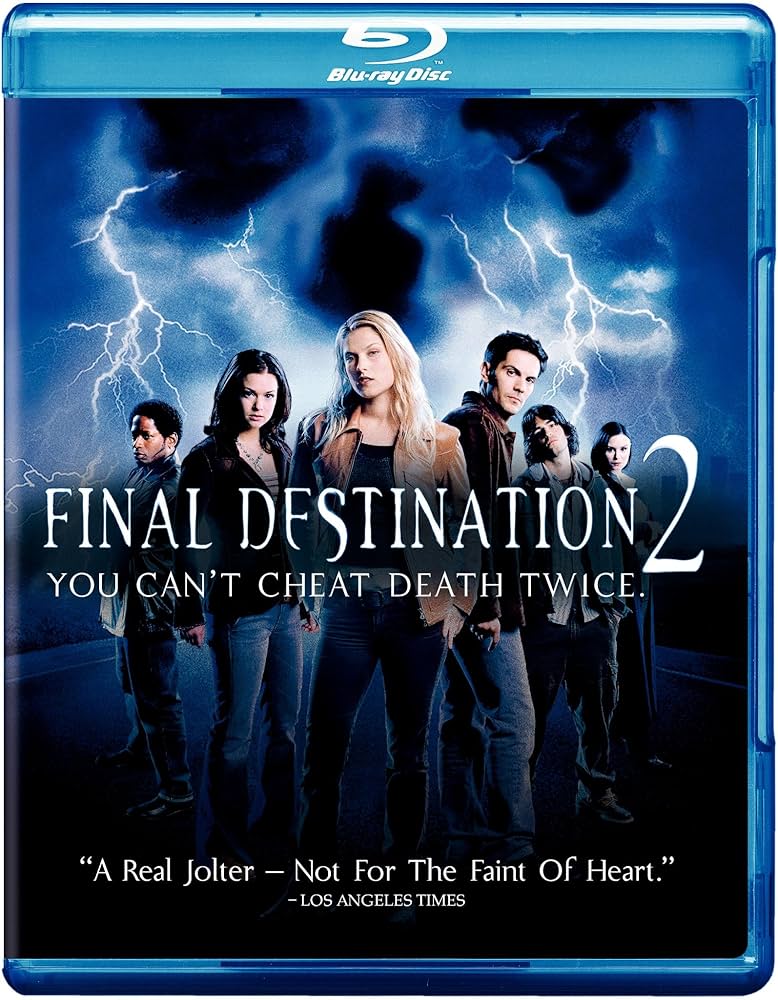 Blu-ray Disc™
FINAL DESTINATION 2
YOU CAN'T CHEAT DEATH TWICE.
“A Real Jolter – Not For The Faint Of Heart.”
– LOS ANGELES TIMES